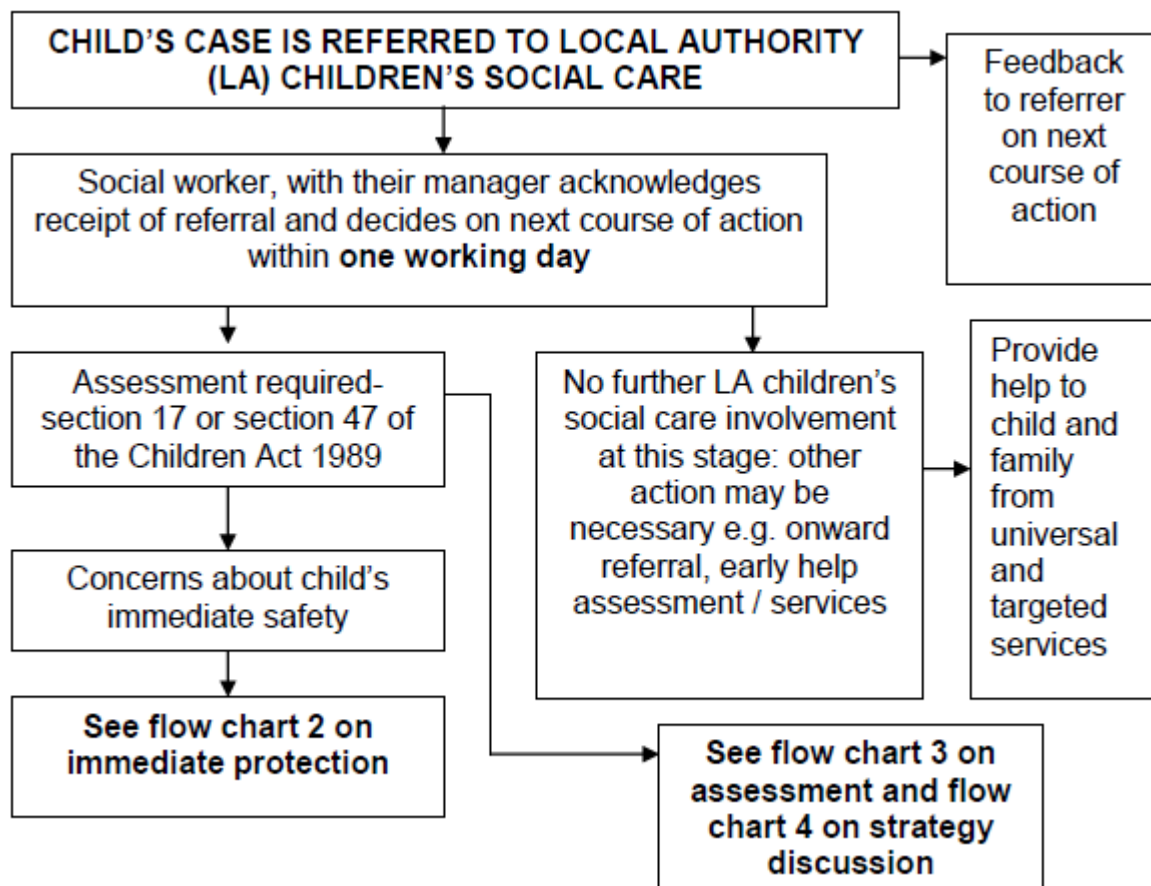 CHILD’S CASE IS REFERRED TO LOCAL AUTHORITY
(LA) CHILDREN’S SOCIAL CARE
Feedback
to referrer
on next
course of
action
Social worker, with their manager acknowledges
receipt of referral and decides on next course of action
within one working day
Assessment required-
section 17 or section 47 of
the Children Act 1989
No further LA children’s
social care involvement
at this stage: other
action may be
necessary e.g. onward
referral, early help
assessment / services
Provide
help to
child and
family
from
universal
and
targeted
services
Concerns about child’s
immediate safety
See flow chart 2 on
immediate protection
See flow chart 3 on
assessment and flow
chart 4 on strategy
discussion